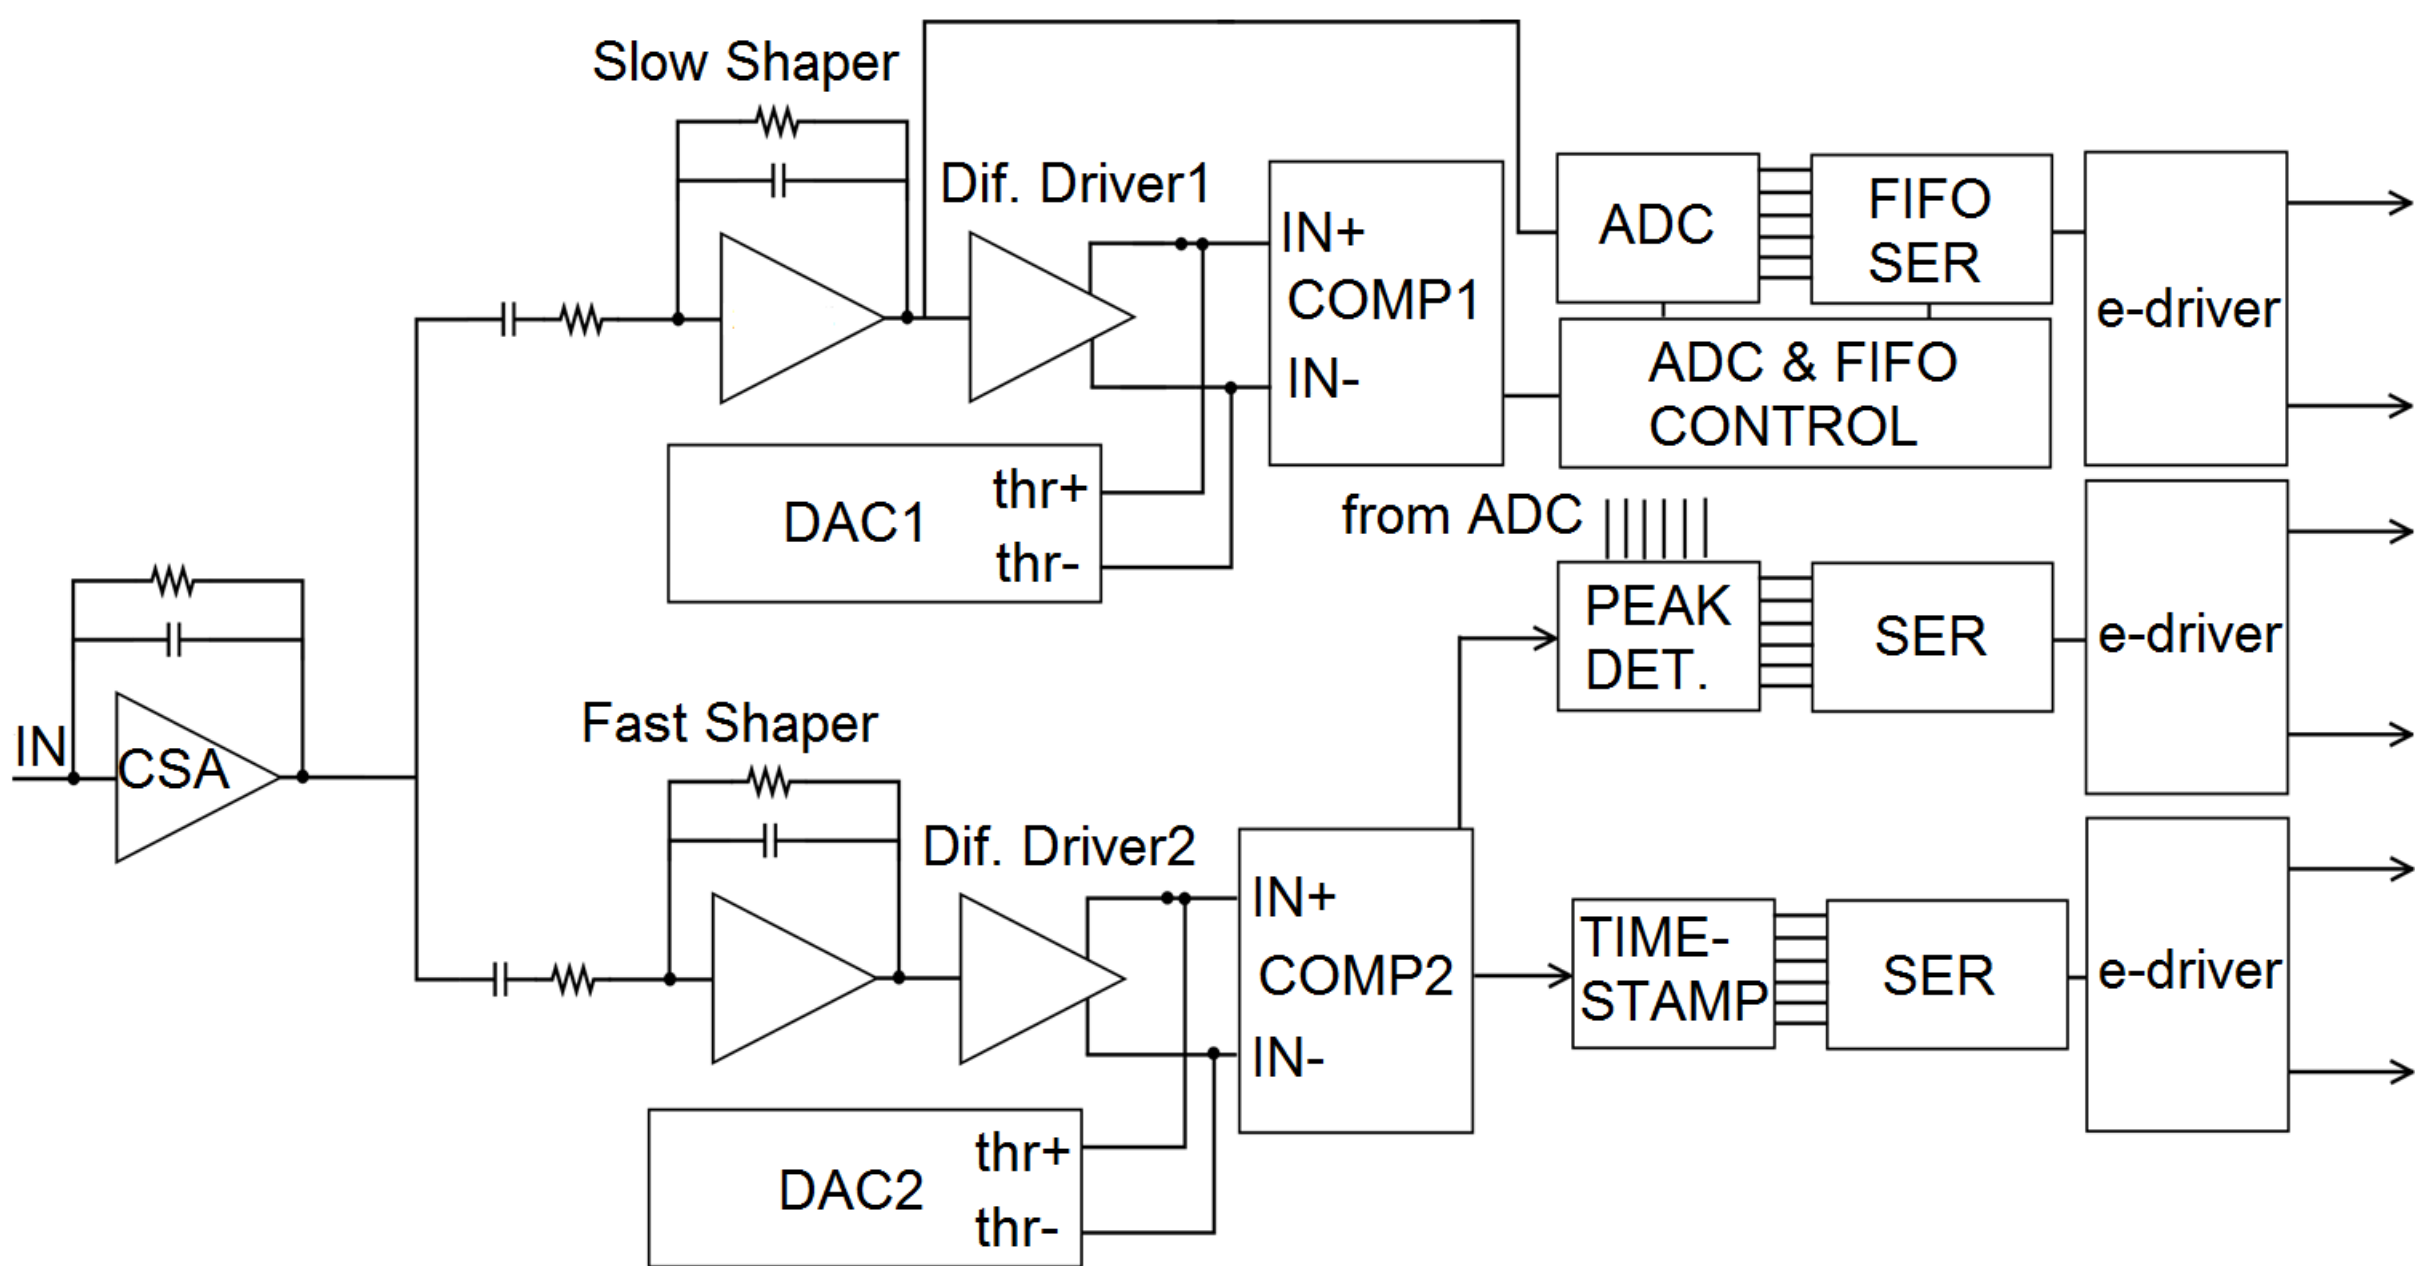 Slow Shaper
Dif. Driver1
IN+
COMP1
IN-
ADC
FIFO
SER
e-driver
ADC & FIFO
CONTROL
thr+
DAC1
thr-
from ADC
PEAK
DET.
SER
e-driver
IN
CSA
Fast Shaper
Dif. Driver2
IN+
COMP2
IN-
TIME-
STAMP
SER
e-driver
thr+
DAC2
thr-